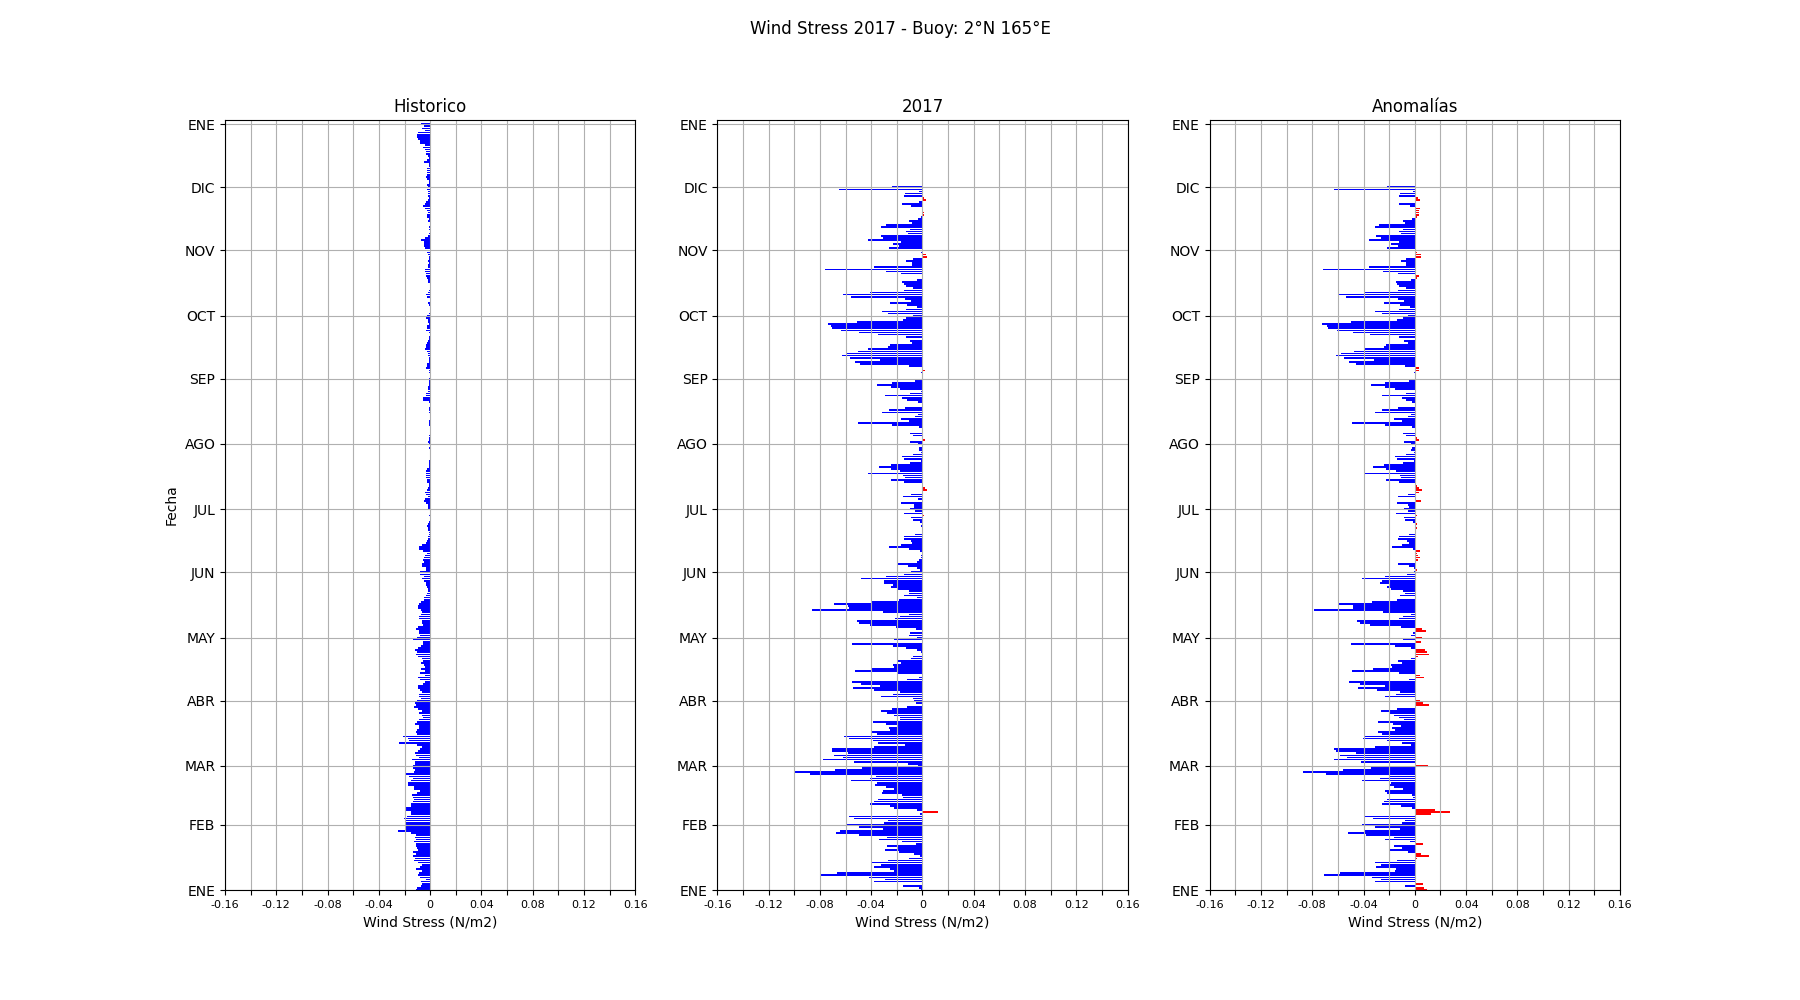 Wind Stress 2017 - Buoy: 2°N 165°E
Historico
ENE
DIC
NOV
OCT
SEP
AGO
JUL
JUN
MAY
ABR
MAR
FEB
ENE
Fecha
-0.16 -0.12 -0.08 -0.04 0 0.04 0.08 0.12 0.16
Wind Stress (N/m2)
2017
ENE
DIC
NOV
OCT
SEP
AGO
JUL
JUN
MAY
ABR
MAR
FEB
ENE
-0.16 -0.12 -0.08 -0.04 0 0.04 0.08 0.12 0.16
Wind Stress (N/m2)
Anomalías
ENE
DIC
NOV
OCT
SEP
AGO
JUL
JUN
MAY
ABR
MAR
FEB
ENE
-0.16 -0.12 -0.08 -0.04 0 0.04 0.08 0.12 0.16
Wind Stress (N/m2)